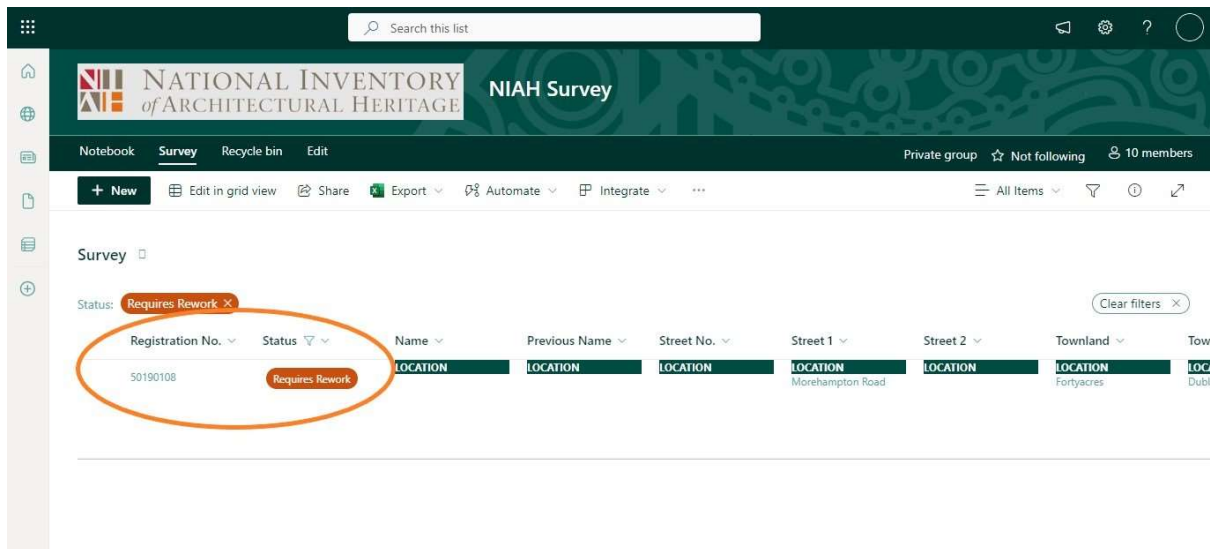 Search this list
?
NATIONAL INVENTORY
of ARCHITECTURAL HERITAGE
NIAH Survey
Notebook Survey Recycle bin Edit
Private group Not following 10 members
+ New Edit in grid view Share Export Automate Integrate ...
All Items
Survey
Status: Requires Rework ×
Clear filters ×
Registration No. Status Name Previous Name Street No. Street 1 Street 2 Townland Tow
50190108 Requires Rework LOCATION LOCATION LOCATION LOCATION LOCATION LOCATION LOC
Morehampton Road Fortyacres Dubl